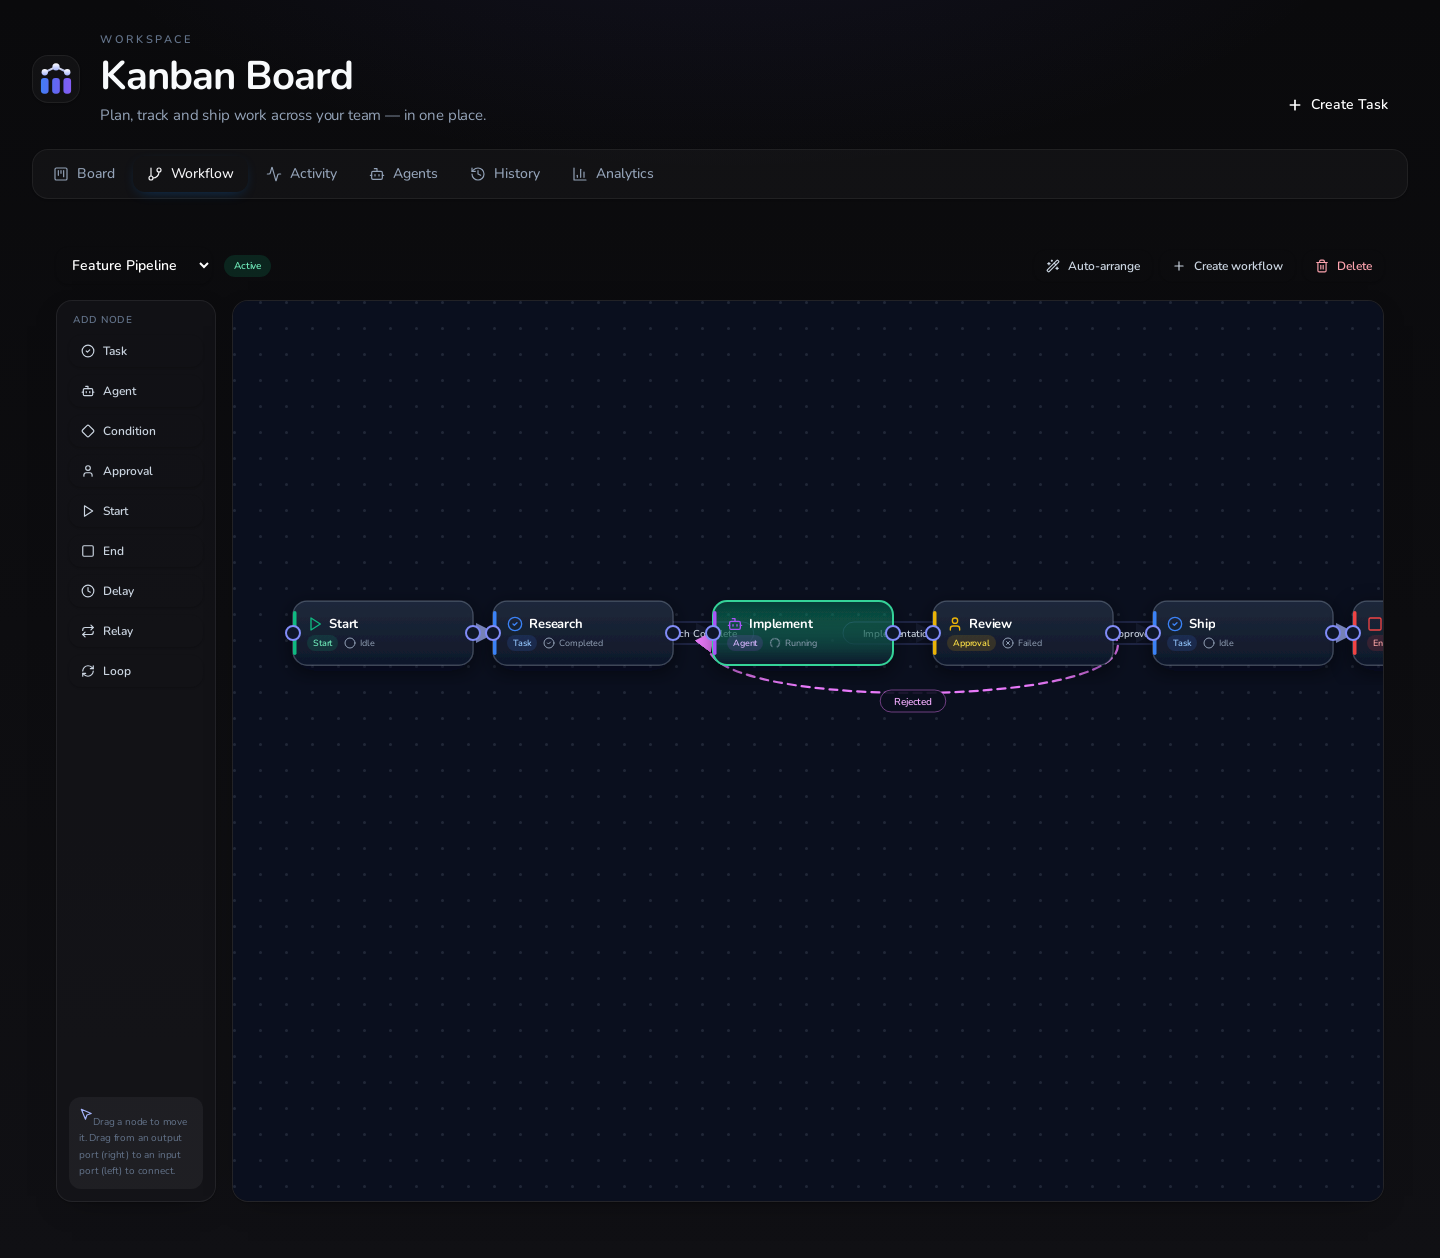 WORKSPACE
Kanban Board
Plan, track and ship work across your team — in one place.
Create Task
Board
Workflow
Activity
Agents
History
Analytics
Feature Pipeline
Active
Auto-arrange
Create workflow
Delete
ADD NODE
Task
Agent
Condition
Approval
Start
End
Delay
Relay
Loop
Drag a node to move
it. Drag from an output
port (right) to an input
port (left) to connect.
Start
Start
Idle
Research
Task
Completed
Implement
Agent
Running
Review
Approval
Failed
Ship
Task
Idle
Rejected